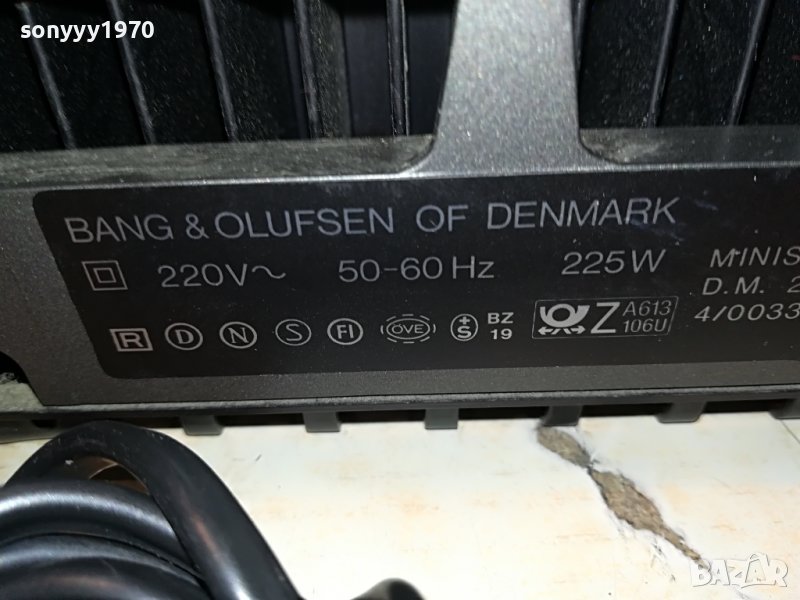 sonyyy1970
BANG & OLUFSEN OF DENMARK
220V~ 50-60 Hz 225W MINIS
D.M. 2
4/0033
R D N S FI ÖVE +S BZ 19 Z A613 106U
BAZAR